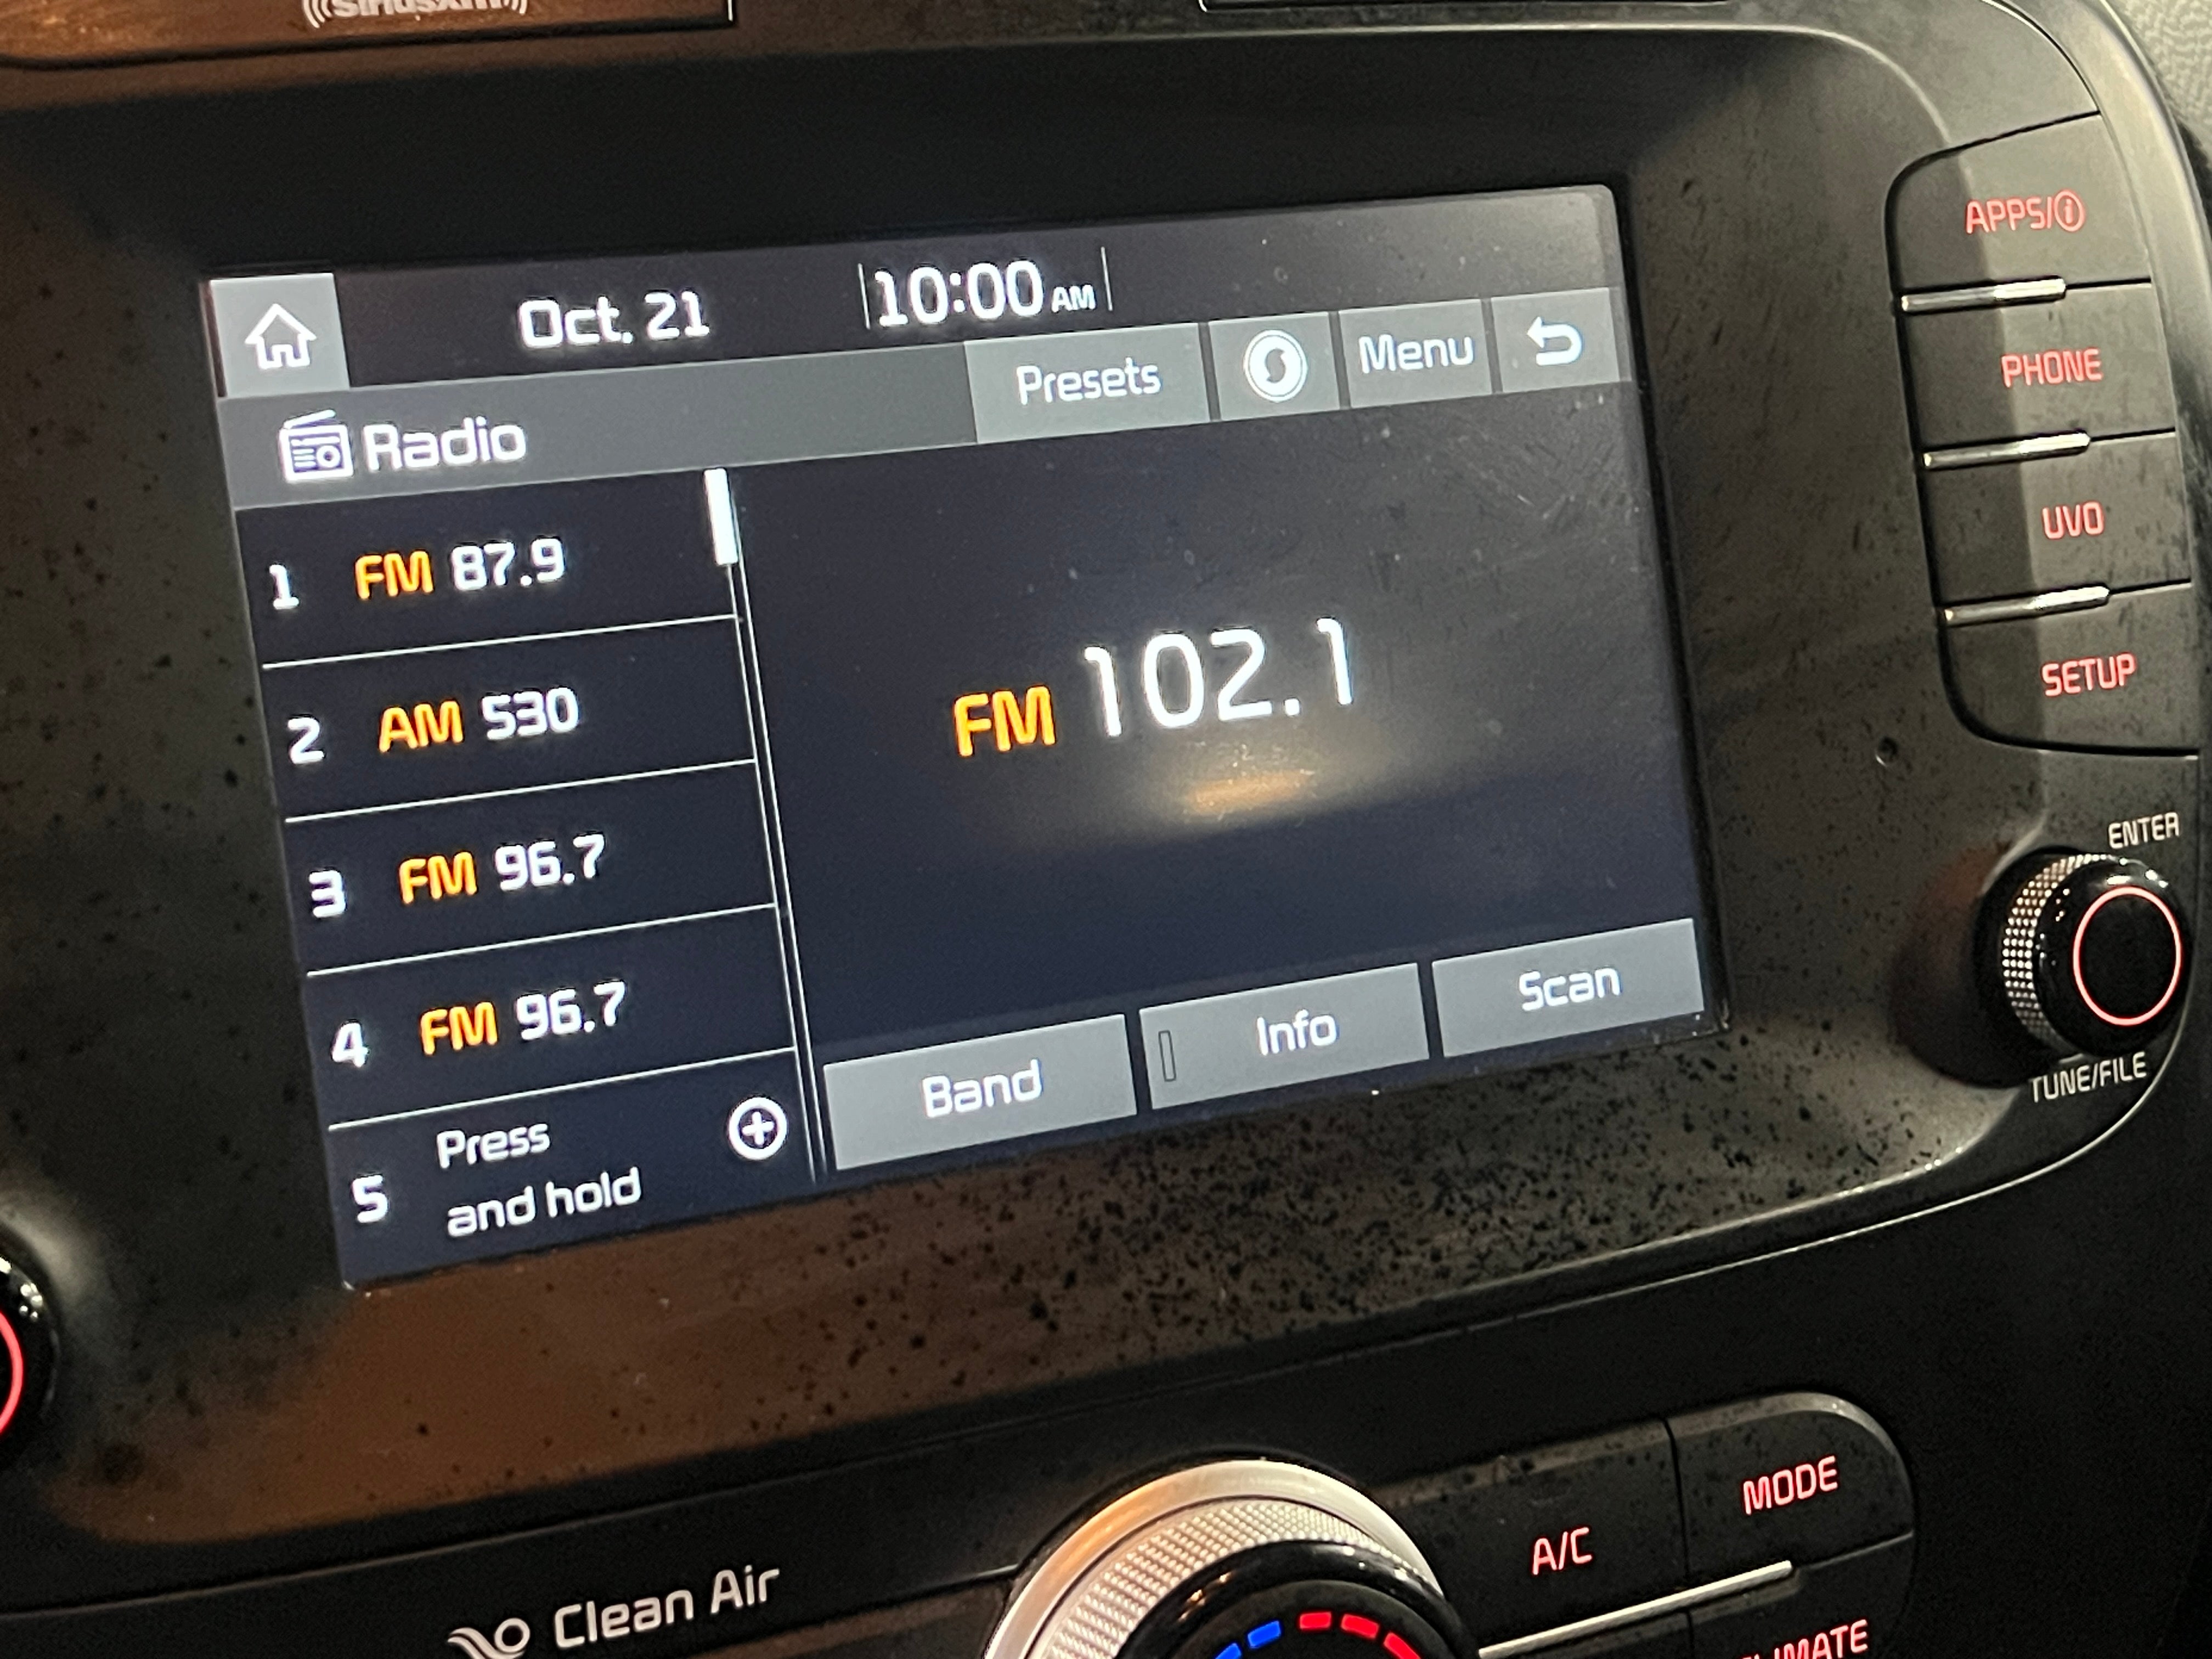 SiriusXM
Oct. 21
10:00 AM
Presets
Menu
Radio
1 FM 87.9
2 AM 530
3 FM 96.7
4 FM 96.7
5 Press
and hold
FM 102.1
Band
Info
Scan
APPS/i
PHONE
UVO
SETUP
ENTER
TUNE/FILE
Clean Air
A/C
MODE
CLIMATE